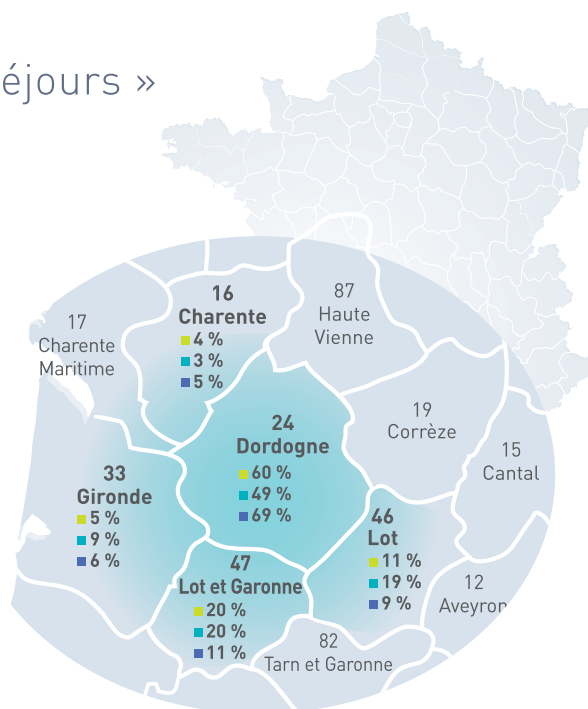 éjours »
87
Haute
Vienne
16
Charente
4 %
3 %
5 %
17
Charente
Maritime
19
Corrèze
24
Dordogne
60 %
49 %
69 %
15
Cantal
33
Gironde
5 %
9 %
6 %
46
Lot
11 %
19 %
9 %
47
Lot et Garonne
20 %
20 %
11 %
12
Aveyron
82
Tarn et Garonne